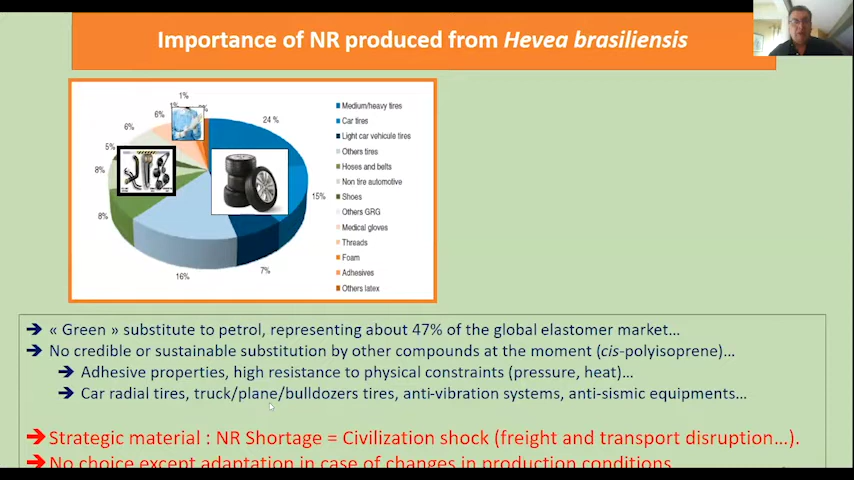 Importance of NR produced from Hevea brasiliensis
1%
6%
6%
5%
8%
8%
16%
7%
15%
24 %
Medium/heavy tires
Car tires
Light car vehicule tires
Others tires
Hoses and belts
Non tire automotive
Shoes
Others GRG
Medical gloves
Threads
Foam
Adhesives
Others latex
➔ « Green » substitute to petrol, representing about 47% of the global elastomer market...
➔ No credible or sustainable substitution by other compounds at the moment (cis-polyisoprene)...
➔ Adhesive properties, high resistance to physical constraints (pressure, heat)...
➔ Car radial tires, truck/plane/bulldozers tires, anti-vibration systems, anti-sismic equipments...
➔ Strategic material : NR Shortage = Civilization shock (freight and transport disruption...).
➔ No choice except adaptation in case of changes in production conditions